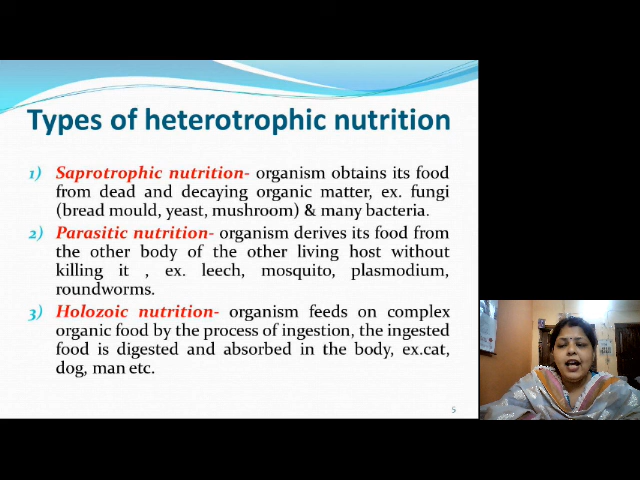 Types of heterotrophic nutrition
1) Saprotrophic nutrition- organism obtains its food
from dead and decaying organic matter, ex. fungi
(bread mould, yeast, mushroom) & many bacteria.
2) Parasitic nutrition- organism derives its food from
the other body of the other living host without
killing it , ex. leech, mosquito, plasmodium,
roundworms.
3) Holozoic nutrition- organism feeds on complex
organic food by the process of ingestion, the ingested
food is digested and absorbed in the body, ex.cat,
dog, man etc.
5